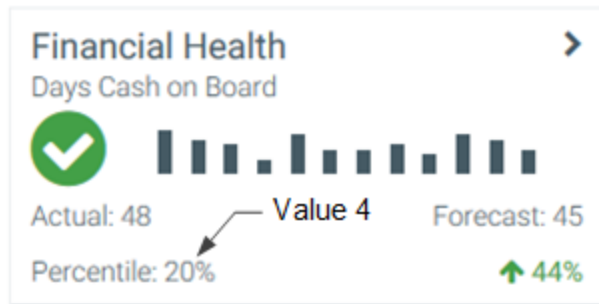 Financial Health
Days Cash on Board
Actual: 48
Value 4
Forecast: 45
Percentile: 20%
44%